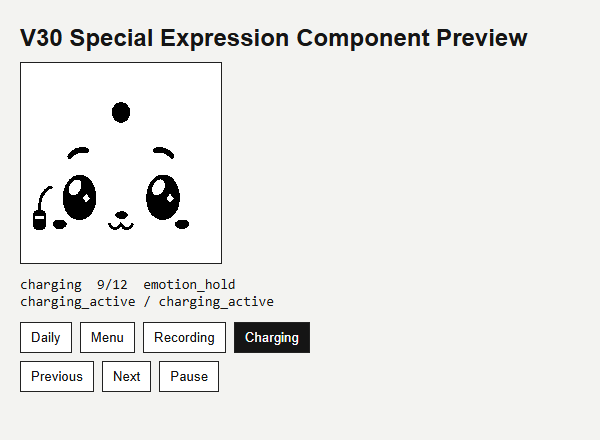 V30 Special Expression Component Preview
charging  9/12  emotion_hold
charging_active / charging_active
Daily
Menu
Recording
Charging
Previous
Next
Pause